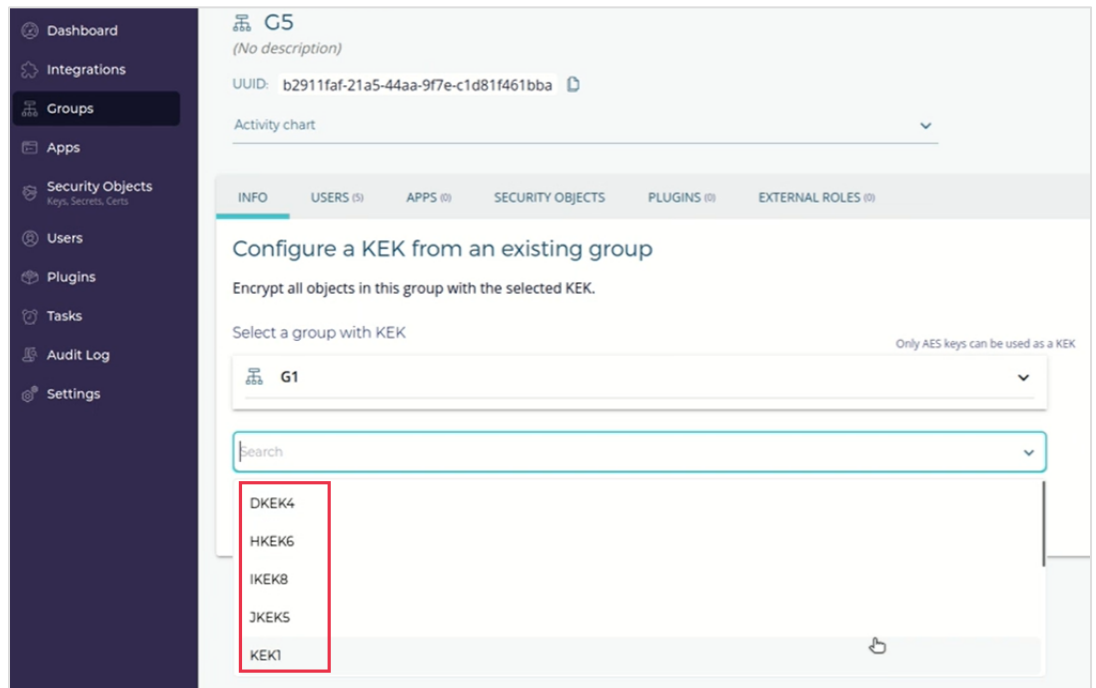 Dashboard
Integrations
Groups
Apps
Security Objects
Keys, Secrets, Certs
Users
Plugins
Tasks
Audit Log
Settings
G5
(No description)
UUID: b2911faf-21a5-44aa-9f7e-c1d81f461bba
Activity chart
INFO USERS (5) APPS (0) SECURITY OBJECTS PLUGINS (0) EXTERNAL ROLES (0)
Configure a KEK from an existing group
Encrypt all objects in this group with the selected KEK.
Select a group with KEK
Only AES keys can be used as a KEK
G1
Search
DKEK4
HKEK6
IKEK8
JKEK5
KEK1